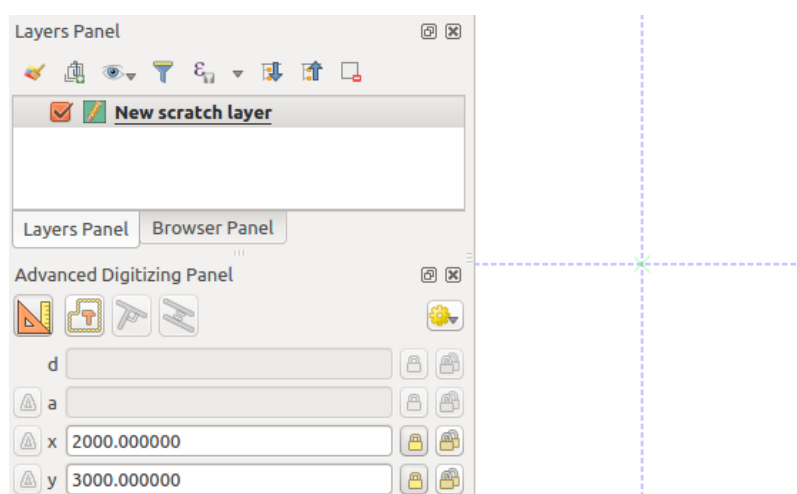 Layers Panel
New scratch layer
Layers Panel Browser Panel
Advanced Digitizing Panel
d
a
x 2000.000000
y 3000.000000